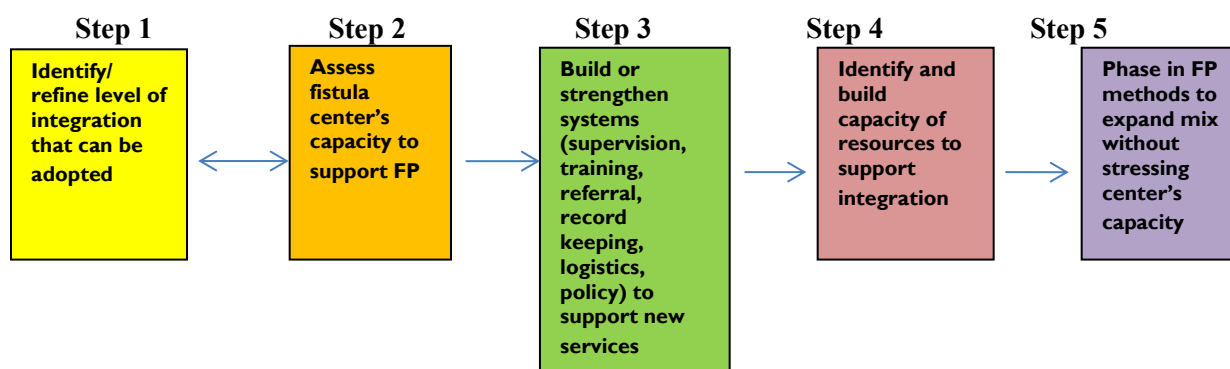 Step 1
Identify/
refine level of
integration
that can be
adopted
Step 2
Assess
fistula
center's
capacity to
support FP
Step 3
Build or
strengthen
systems
(supervision,
training,
referral,
record
keeping,
logistics,
policy) to
support new
services
Step 4
Identify and
build
capacity of
resources to
support
integration
Step 5
Phase in FP
methods to
expand mix
without
stressing
center's
capacity